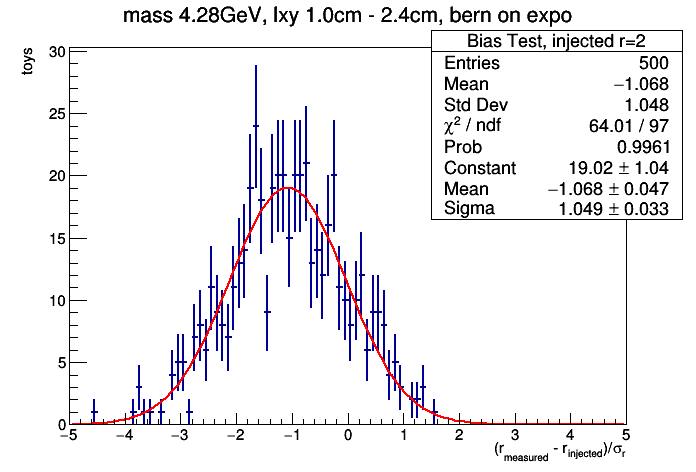 mass 4.28GeV, lxy 1.0cm - 2.4cm, bern on expo
Bias Test, injected r=2
Entries 500
Mean −1.068
Std Dev 1.048
χ² / ndf 64.01 / 97
Prob 0.9961
Constant 19.02 ± 1.04
Mean −1.068 ± 0.047
Sigma 1.049 ± 0.033
toys
30
25
20
15
10
5
0
−5 −4 −3 −2 −1 0 1 2 3 4 5
(r_measured - r_injected)/σ_r